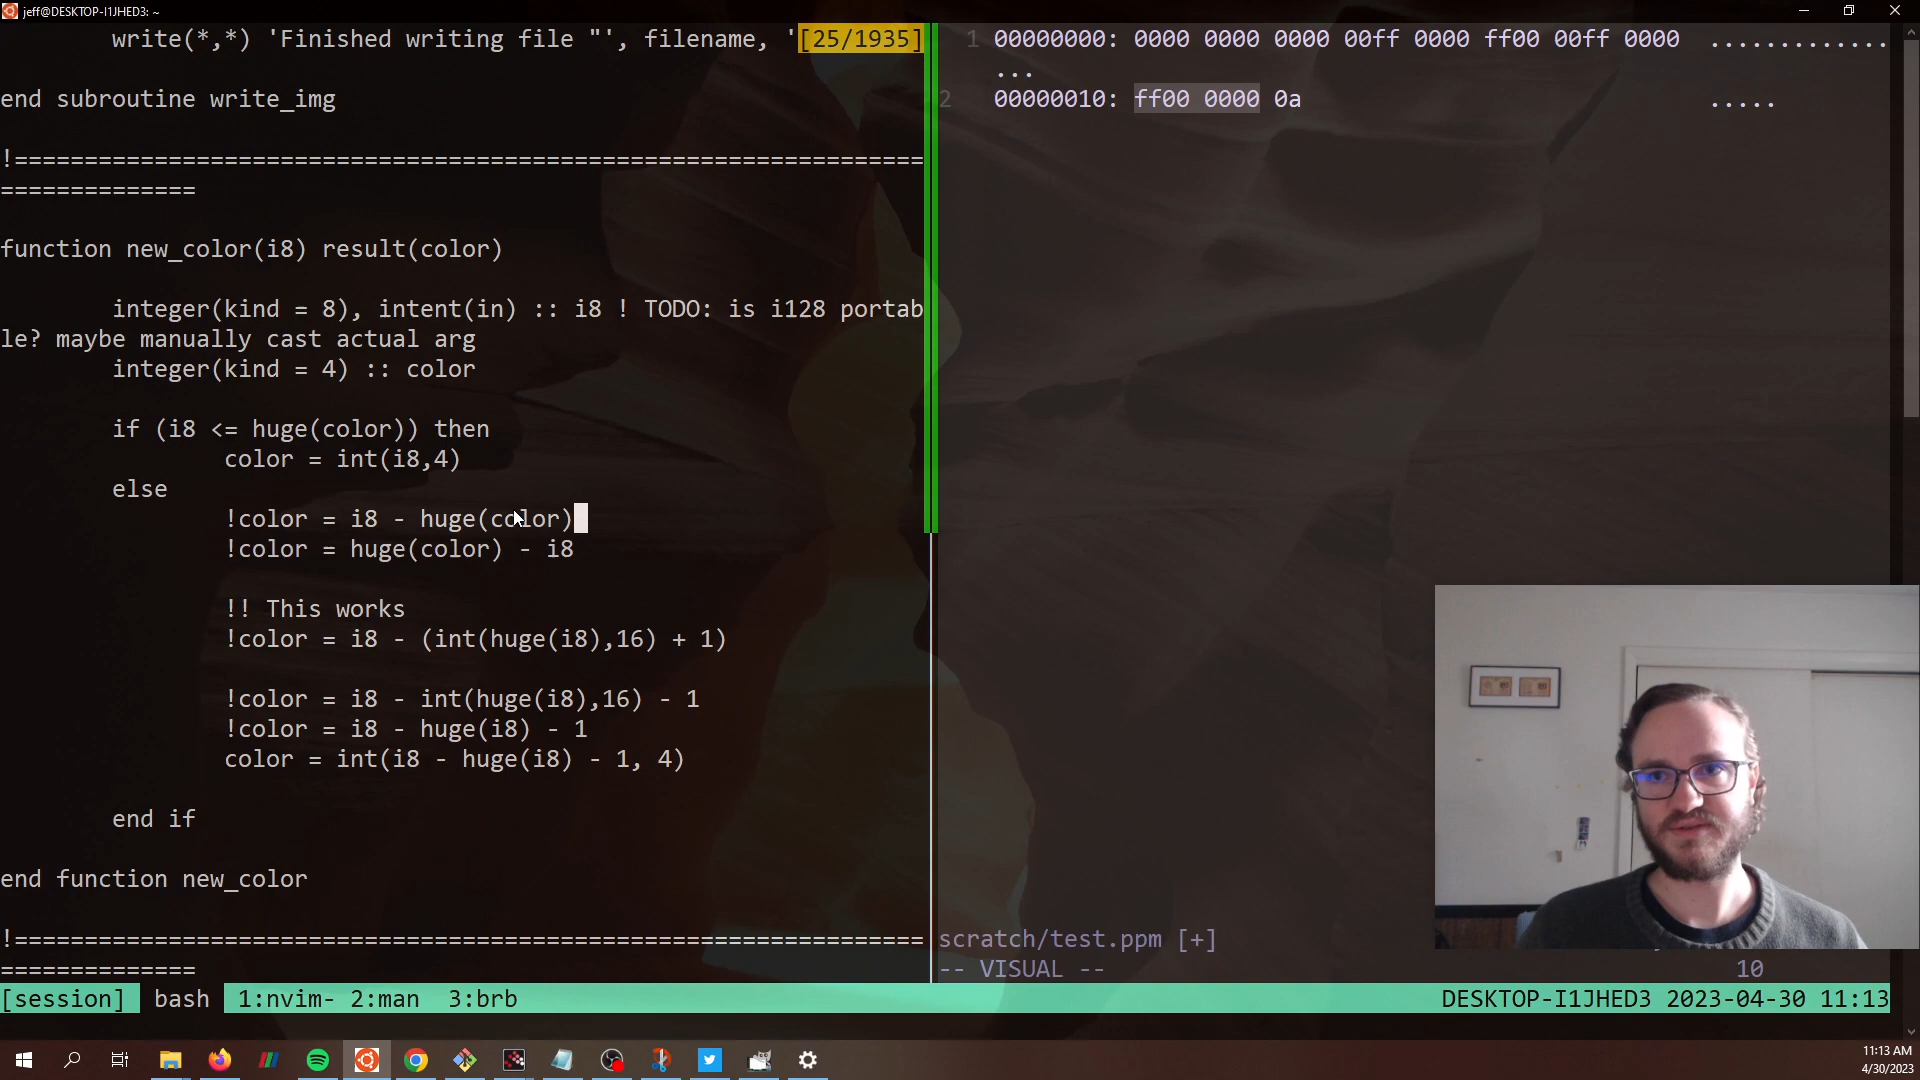 jeff@DESKTOP-I1JHED3: ~
write(*,*) 'Finished writing file "', filename, '[25/1935]
end subroutine write_img
!=================================================================
==============
function new_color(i8) result(color)
integer(kind = 8), intent(in) :: i8 ! TODO: is i128 portab
le? maybe manually cast actual arg
integer(kind = 4) :: color
if (i8 <= huge(color)) then
color = int(i8,4)
else
!color = i8 - huge(color)
!color = huge(color) - i8
!! This works
!color = i8 - (int(huge(i8),16) + 1)
!color = i8 - int(huge(i8),16) - 1
!color = i8 - huge(i8) - 1
color = int(i8 - huge(i8) - 1, 4)
end if
end function new_color
!=================================================================
==============
1 00000000: 0000 0000 0000 00ff 0000 ff00 00ff 0000 .............
...
2 00000010: ff00 0000 0a .....
scratch/test.ppm [+]
-- VISUAL -- 10
[session] bash 1:nvim- 2:man 3:brb DESKTOP-I1JHED3 2023-04-30 11:13
11:13 AM
4/30/2023